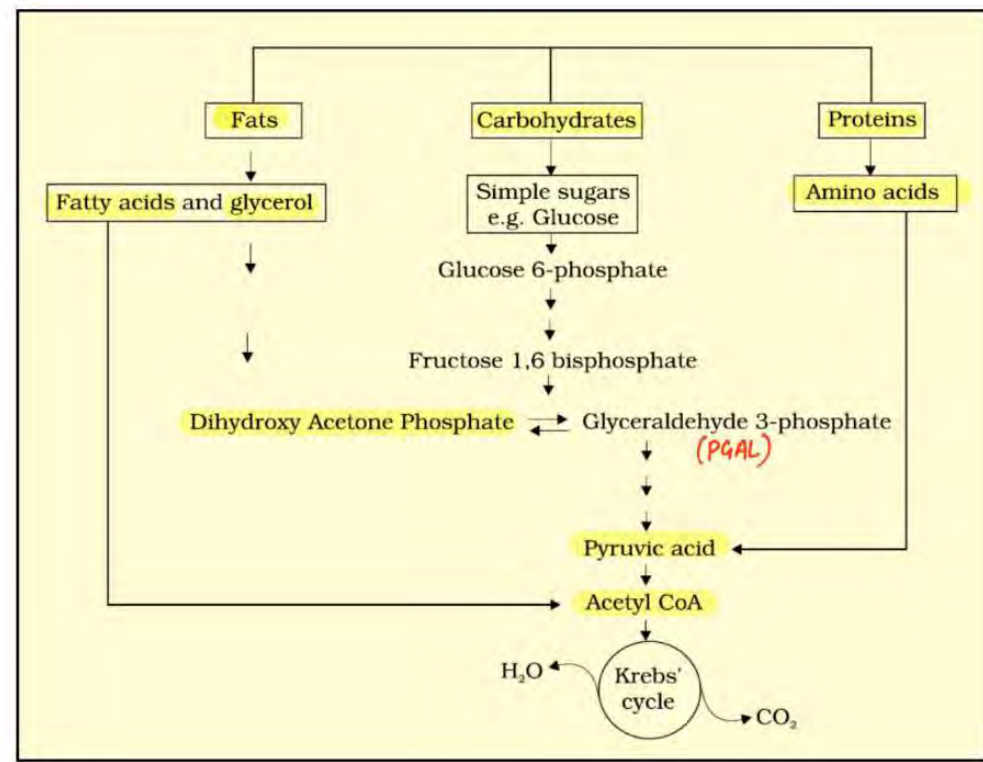 Fats
Carbohydrates
Proteins
Fatty acids and glycerol
Simple sugars
e.g. Glucose
Amino acids
Glucose 6-phosphate
Fructose 1,6 bisphosphate
Dihydroxy Acetone Phosphate
Glyceraldehyde 3-phosphate
(PGAL)
Pyruvic acid
Acetyl CoA
H₂O
Krebs'
cycle
CO₂